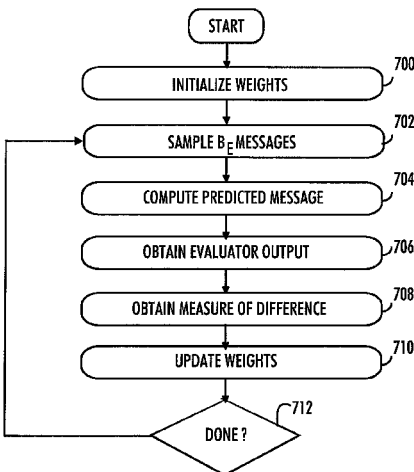 START
700
INITIALIZE WEIGHTS
702
SAMPLE B_E MESSAGES
704
COMPUTE PREDICTED MESSAGE
706
OBTAIN EVALUATOR OUTPUT
708
OBTAIN MEASURE OF DIFFERENCE
710
UPDATE WEIGHTS
712
DONE ?